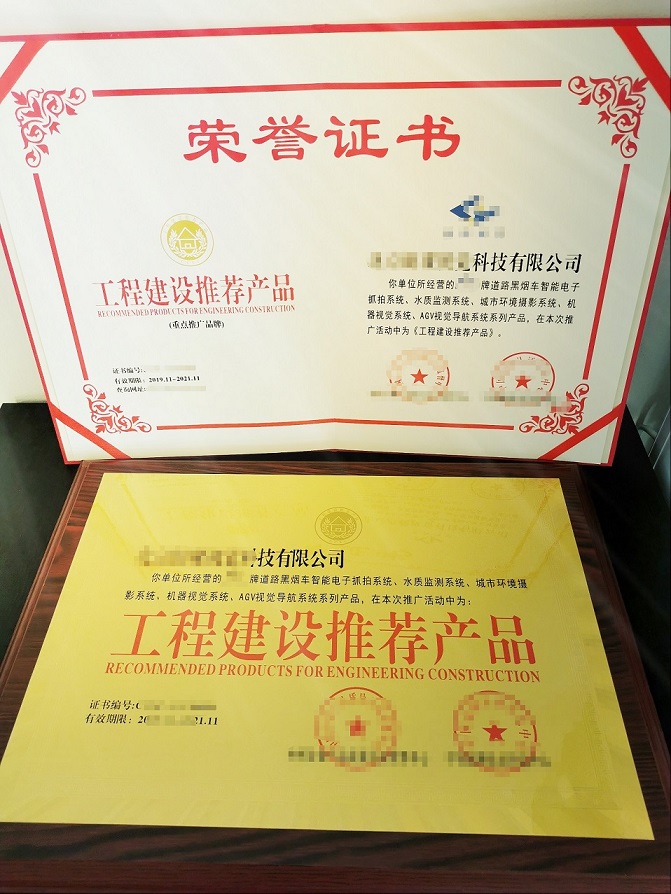 荣誉证书
工程建设推荐产品
RECOMMENDED PRODUCTS FOR ENGINEERING CONSTRUCTION
(重点推广品牌)
证书编号:
有效期限: 2019.11-2021.11
查询网址:
科技有限公司
你单位所经营的 牌道路黑烟车智能电子
抓拍系统、水质监测系统、城市环境摄影系统、机
器视觉系统、AGV视觉导航系统系列产品，在本次推
广活动中为《工程建设推荐产品》。
科技有限公司
你单位所经营的 牌道路黑烟车智能电子抓拍系统、水质监测系统、城市环境摄
影系统、机器视觉系统、AGV视觉导航系统系列产品，在本次推广活动中为:
工程建设推荐产品
RECOMMENDED PRODUCTS FOR ENGINEERING CONSTRUCTION
证书编号:C
有效期限: 20 21.11